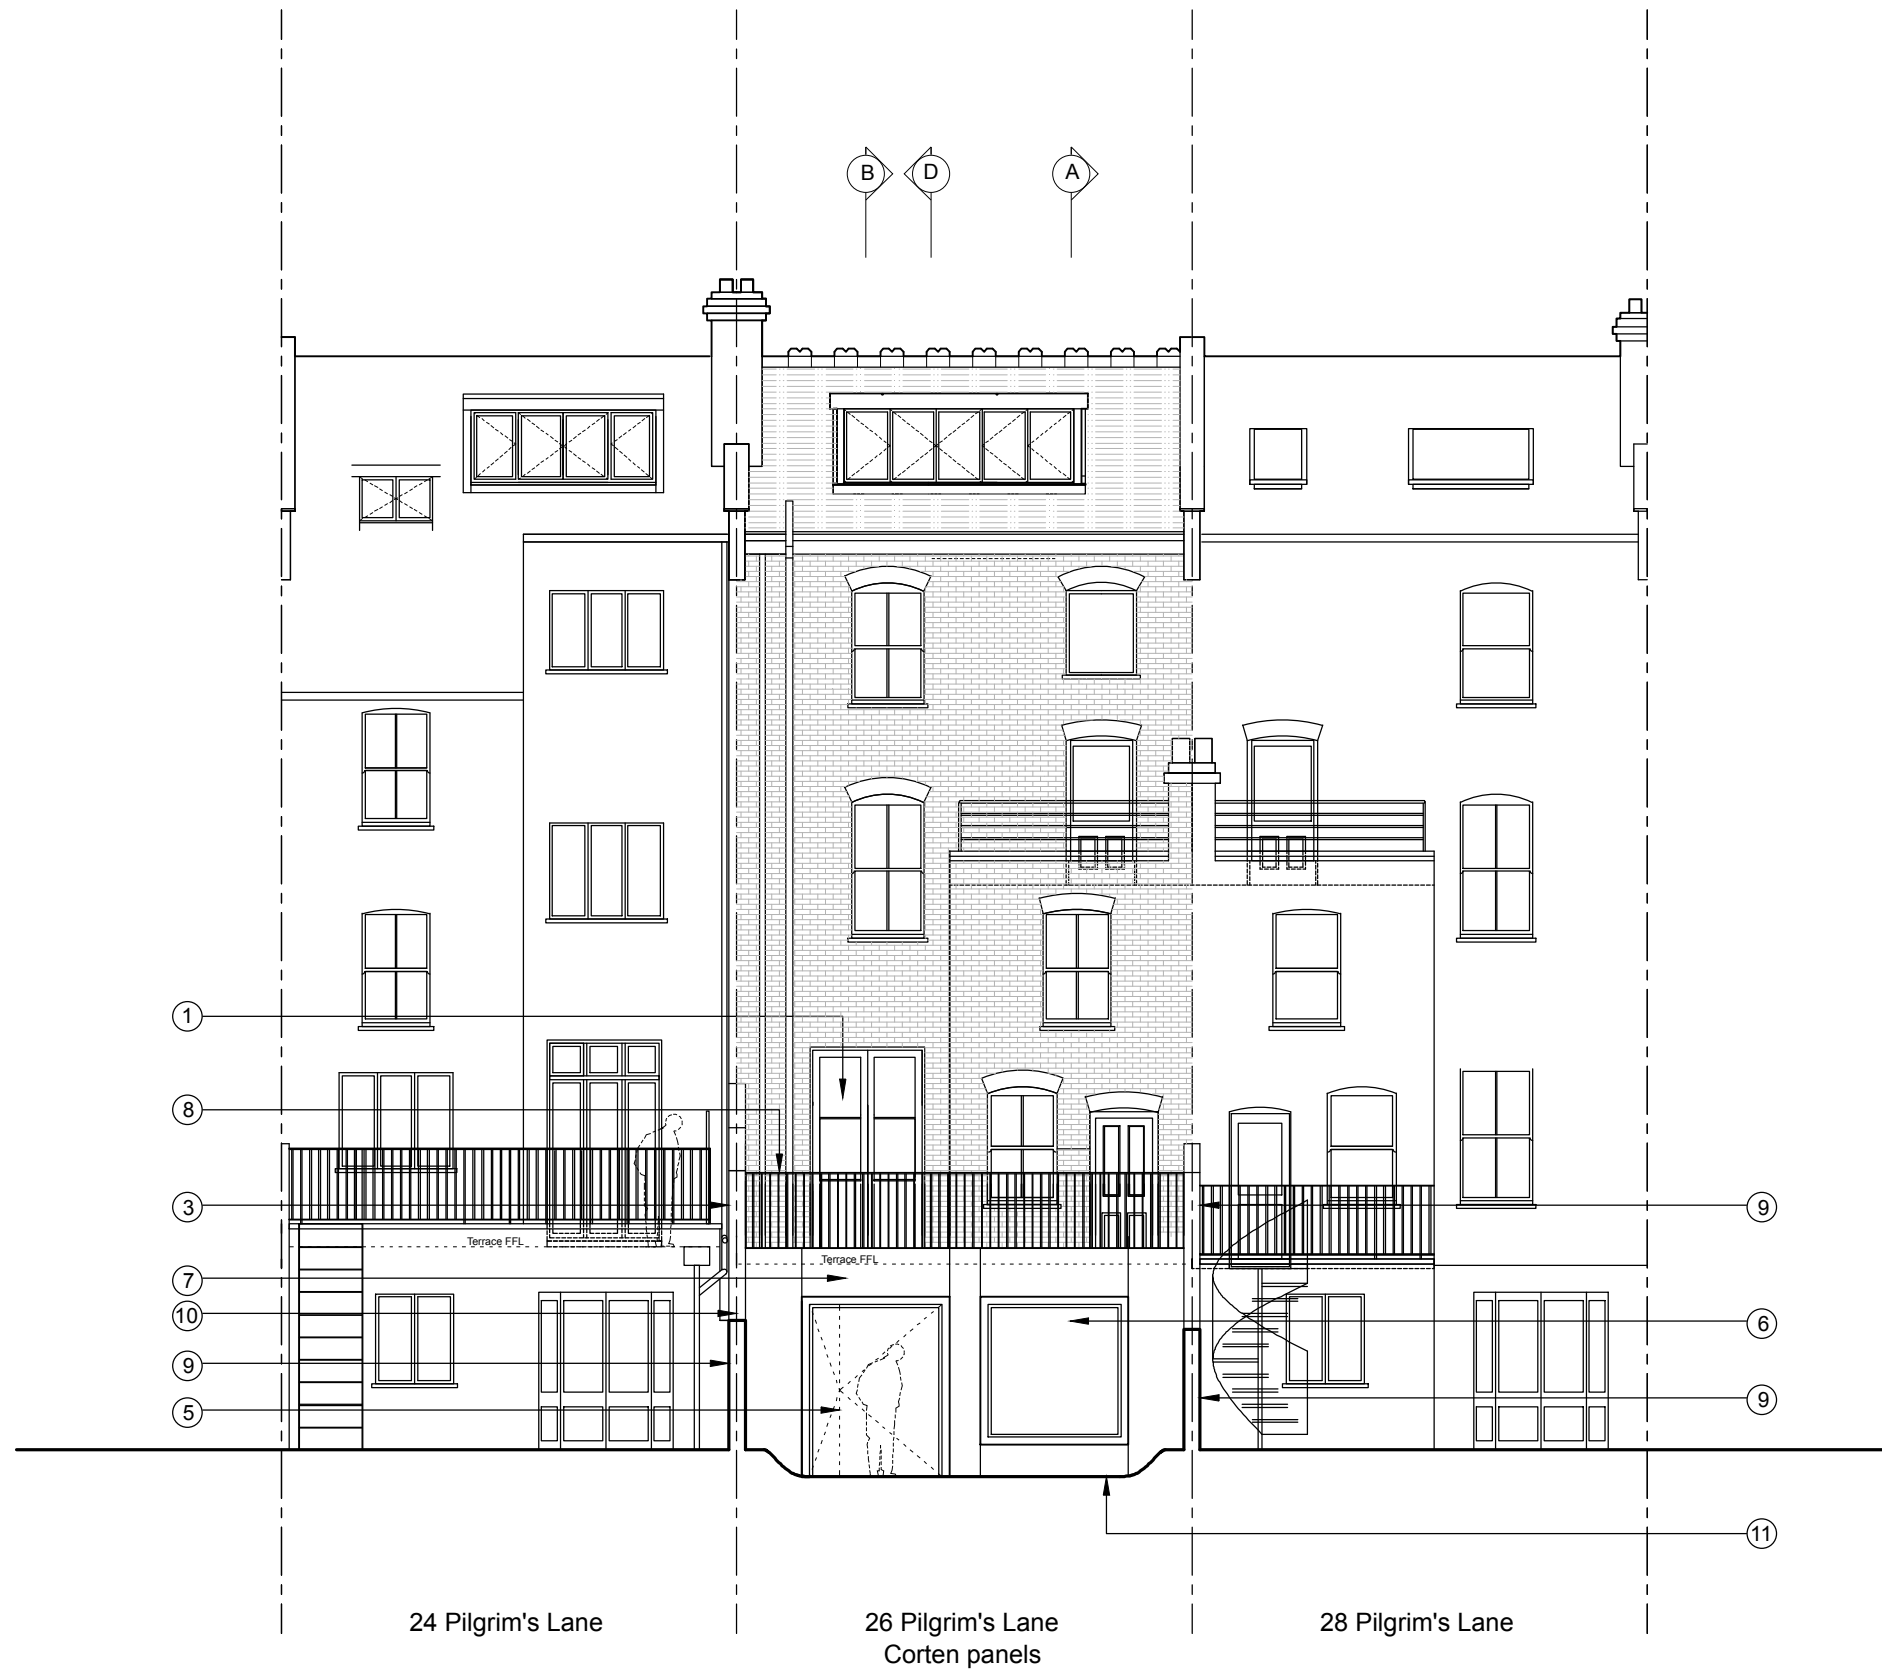 B
D
A
1
8
3
9
Terrace FFL
Terrace FFL
7
10
6
9
9
5
11
24 Pilgrim's Lane
26 Pilgrim's Lane
28 Pilgrim's Lane
Corten panels